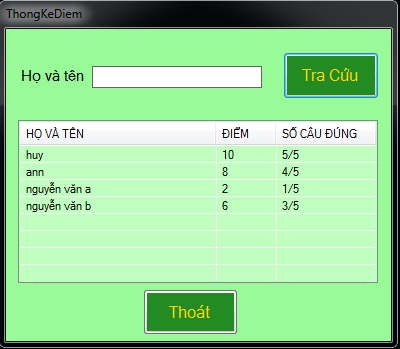 ThongKeDiem
Họ và tên
Tra Cứu
HỌ VÀ TÊN ĐIỂM SỐ CÂU ĐÚNG
huy 10 5/5
ann 8 4/5
nguyễn văn a 2 1/5
nguyễn văn b 6 3/5
Thoát